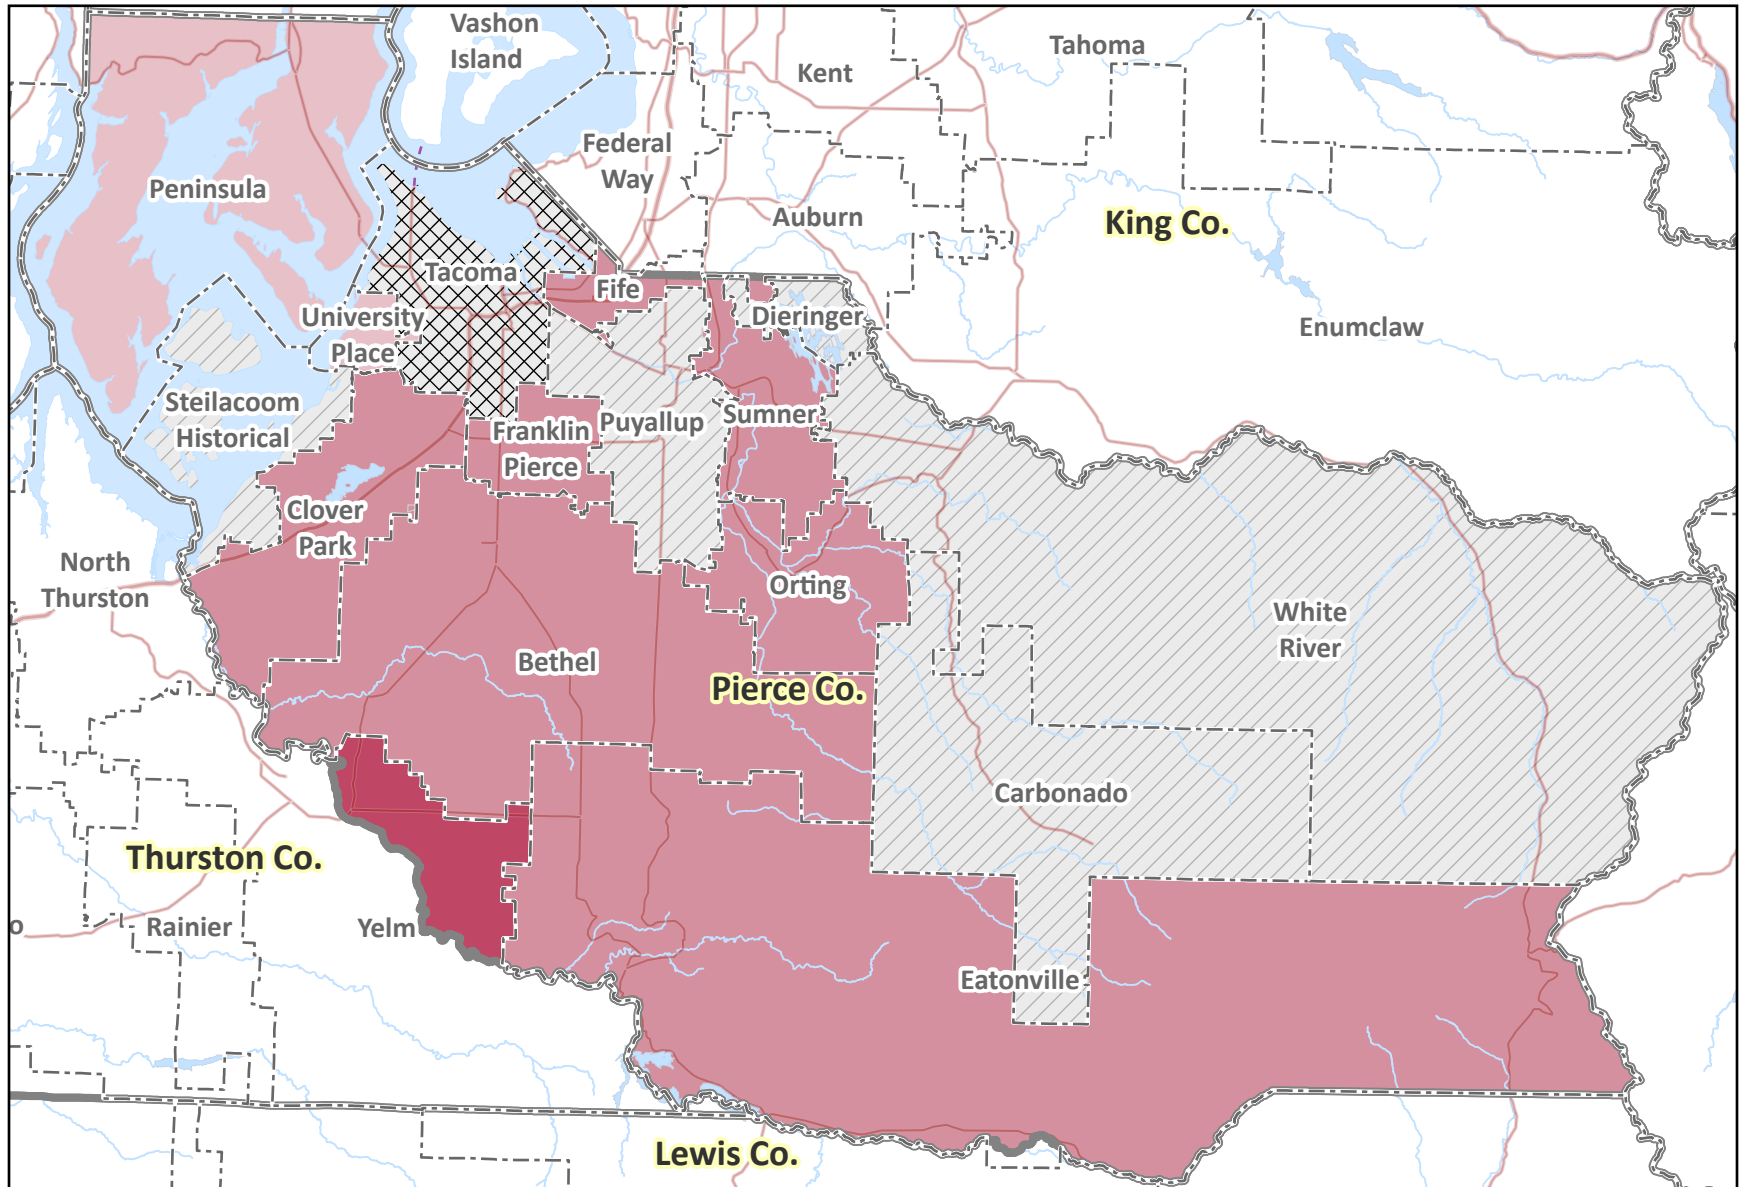 Vashon
Island
Tahoma
Kent
Federal
Way
Peninsula
Auburn
King Co.
Tacoma
Fife
University
Place
Dieringer
Enumclaw
Steilacoom
Historical
Franklin
Pierce
Puyallup
Sumner
Clover
Park
North
Thurston
Orting
White
River
Bethel
Pierce Co.
Carbonado
Thurston Co.
o
Rainier
Yelm
Eatonville
Lewis Co.